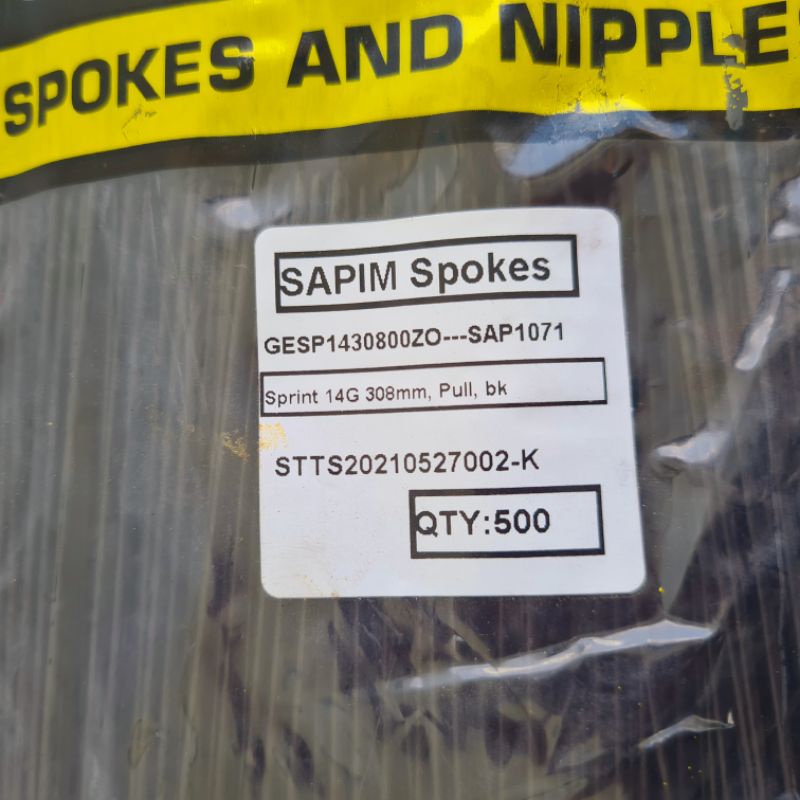 SPOKES AND NIPPLE
SAPIM Spokes
GESP1430800ZO---SAP1071
Sprint 14G 308mm, Pull, bk
STTS20210527002-K
QTY:500